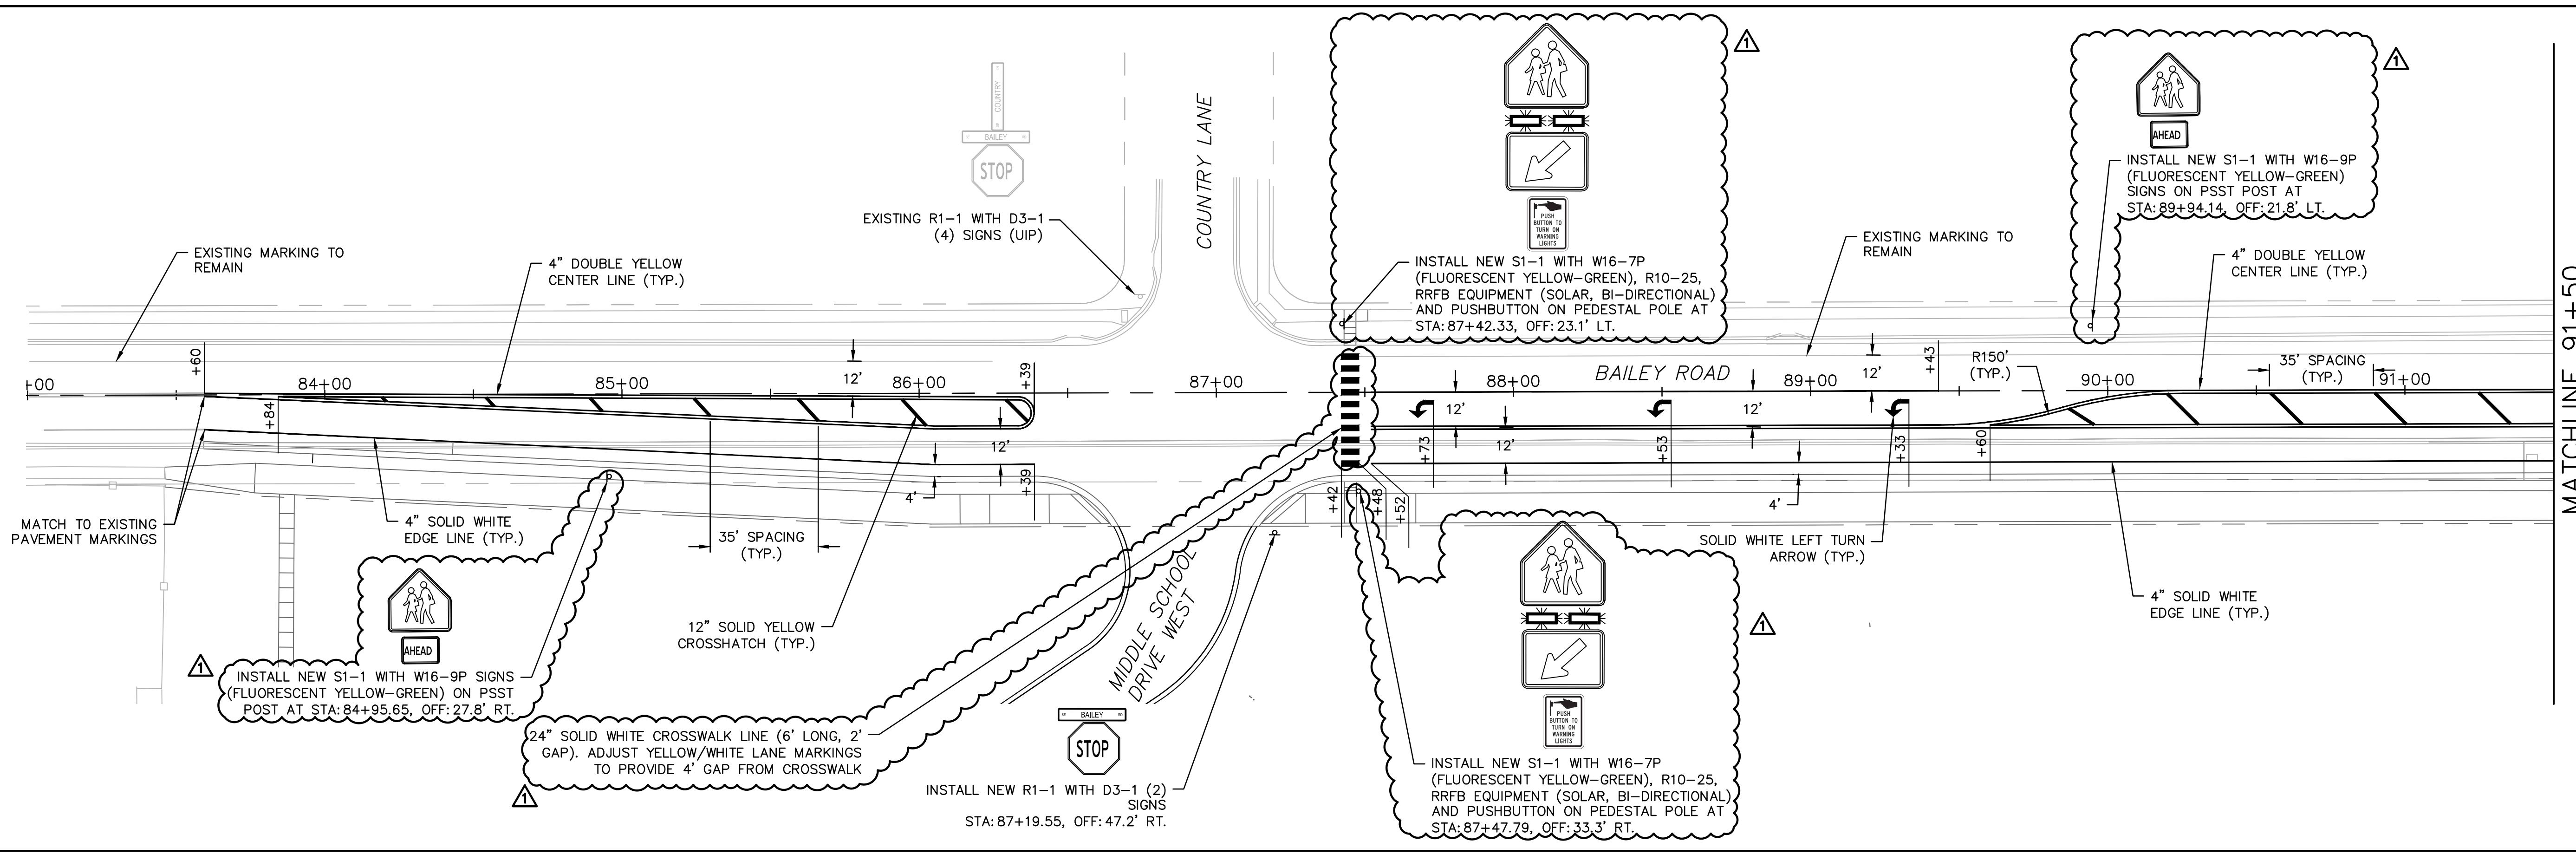 COUNTRY
BAILEY
STOP
EXISTING R1-1 WITH D3-1
(4) SIGNS (UIP)
COUNTRY LANE
1
PUSH
BUTTON TO
TURN ON
WARNING
LIGHTS
INSTALL NEW S1-1 WITH W16-7P
(FLUORESCENT YELLOW-GREEN), R10-25,
RRFB EQUIPMENT (SOLAR, BI-DIRECTIONAL)
AND PUSHBUTTON ON PEDESTAL POLE AT
STA: 87+42.33, OFF: 23.1' LT.
1
AHEAD
INSTALL NEW S1-1 WITH W16-9P
(FLUORESCENT YELLOW-GREEN)
SIGNS ON PSST POST AT
STA: 89+94.14, OFF: 21.8' LT.
EXISTING MARKING TO
REMAIN
4" DOUBLE YELLOW
CENTER LINE (TYP.)
EXISTING MARKING TO
REMAIN
4" DOUBLE YELLOW
CENTER LINE (TYP.)
MATCHLINE 91+50
+00
+60
84+00
+84
85+00
12'
86+00
+39
87+00
88+00
BAILEY ROAD
89+00
12'
+43
R150'
(TYP.)
90+00
35' SPACING
(TYP.)
91+00
12'
12'
12'
12'
+73
+53
+33
+60
4'
+39
+42
+48
+52
4'
MATCH TO EXISTING
PAVEMENT MARKINGS
4" SOLID WHITE
EDGE LINE (TYP.)
35' SPACING
(TYP.)
12" SOLID YELLOW
CROSSHATCH (TYP.)
SOLID WHITE LEFT TURN
ARROW (TYP.)
4" SOLID WHITE
EDGE LINE (TYP.)
AHEAD
1
INSTALL NEW S1-1 WITH W16-9P SIGNS
(FLUORESCENT YELLOW-GREEN) ON PSST
POST AT STA: 84+95.65, OFF: 27.8' RT.
24" SOLID WHITE CROSSWALK LINE (6' LONG, 2'
GAP). ADJUST YELLOW/WHITE LANE MARKINGS
TO PROVIDE 4' GAP FROM CROSSWALK
1
MIDDLE SCHOOL
DRIVE WEST
BAILEY
STOP
INSTALL NEW R1-1 WITH D3-1 (2)
SIGNS
STA: 87+19.55, OFF: 47.2' RT.
1
PUSH
BUTTON TO
TURN ON
WARNING
LIGHTS
INSTALL NEW S1-1 WITH W16-7P
(FLUORESCENT YELLOW-GREEN), R10-25,
RRFB EQUIPMENT (SOLAR, BI-DIRECTIONAL)
AND PUSHBUTTON ON PEDESTAL POLE AT
STA: 87+47.79, OFF: 33.3' RT.